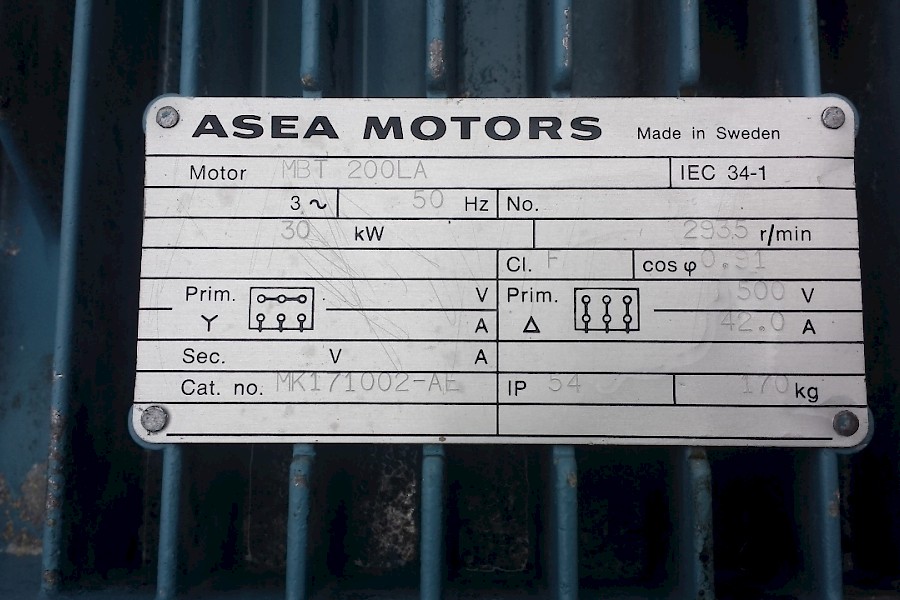 ASEA MOTORS Made in Sweden
Motor MBT 200LA IEC 34-1
3 ~ 50 Hz No.
30 kW 2935 r/min
Cl. F cos φ 0.91
Prim. V Prim. 500 V
Y A Δ 42.0 A
Sec. V A
Cat. no. MK171002-AE IP 54 170 kg